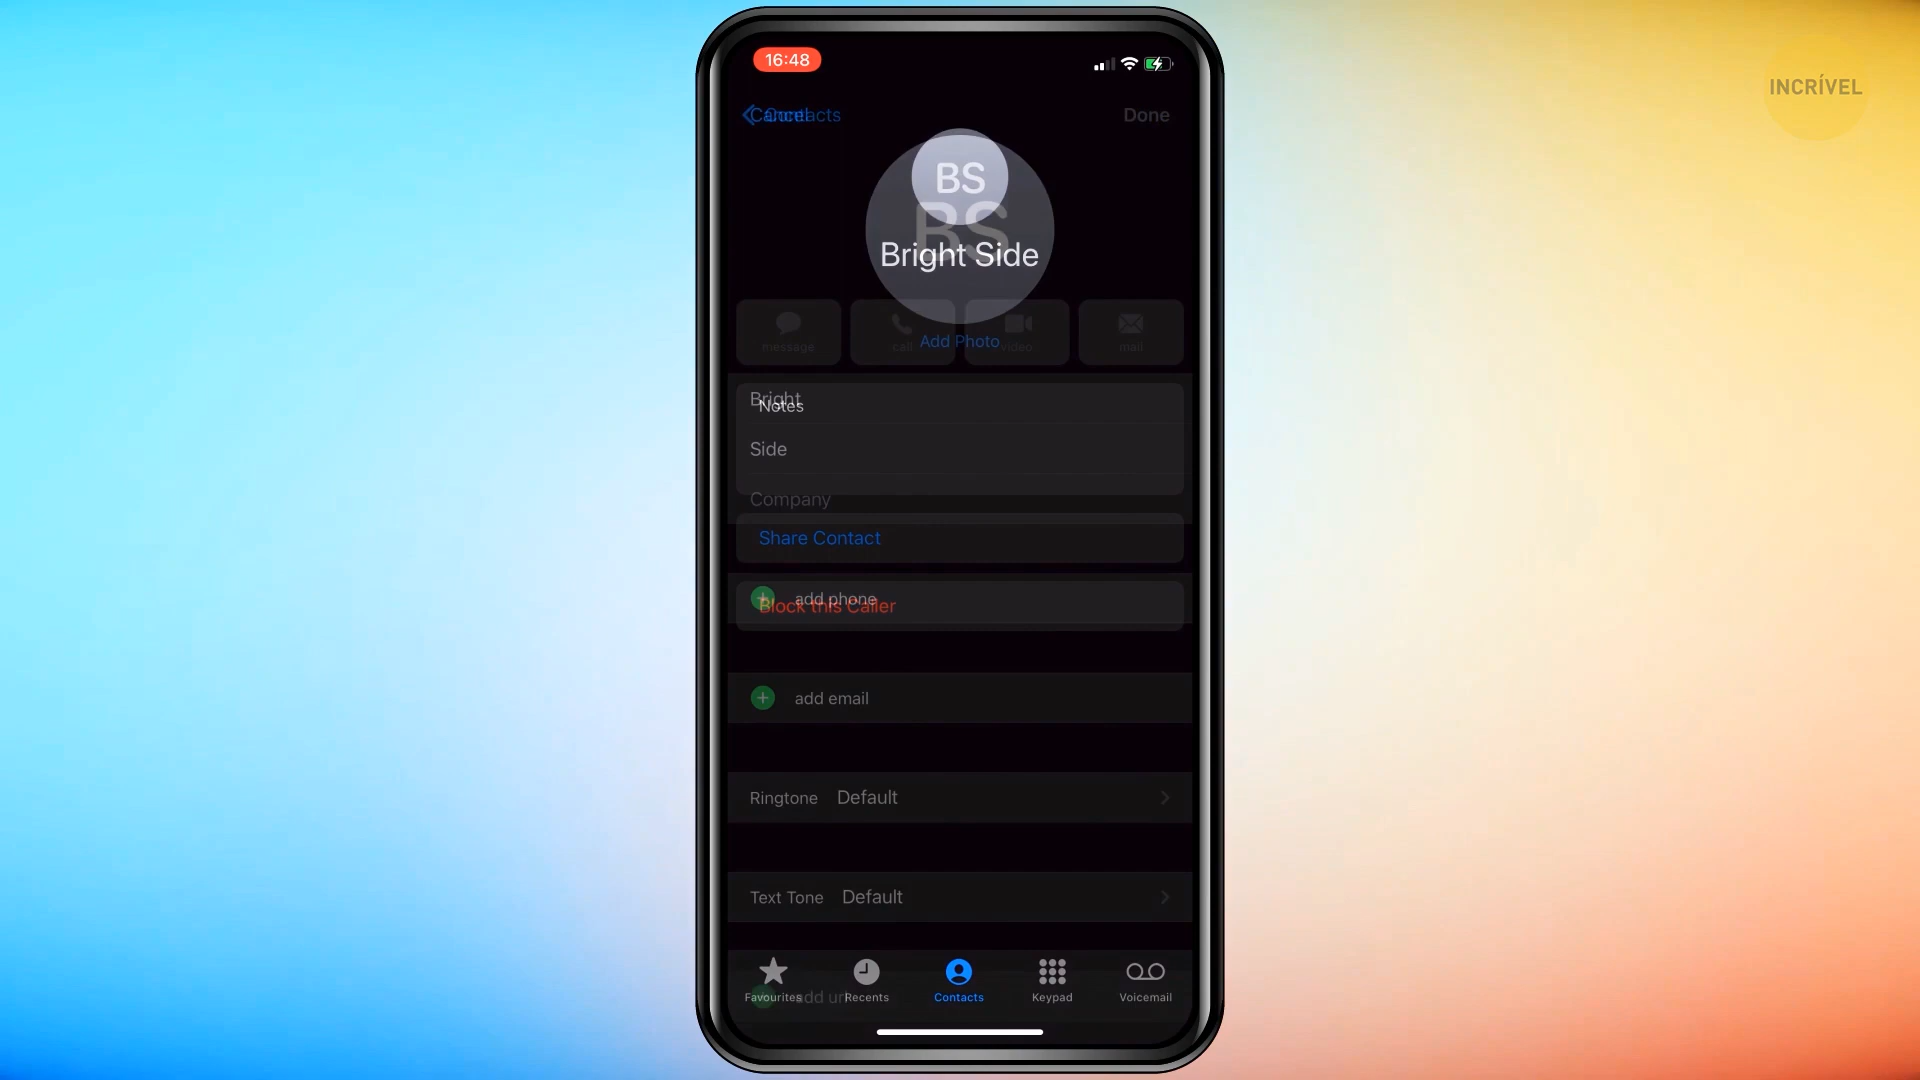 16:48
INCRÍVEL
Cancel
Contacts
Done
BS
BS
Bright Side
message
call
video
mail
Add Photo
Bright
Notes
Side
Company
Share Contact
add phone
Block this Caller
add email
Ringtone Default
Text Tone Default
add url
Favourites
Recents
Contacts
Keypad
Voicemail